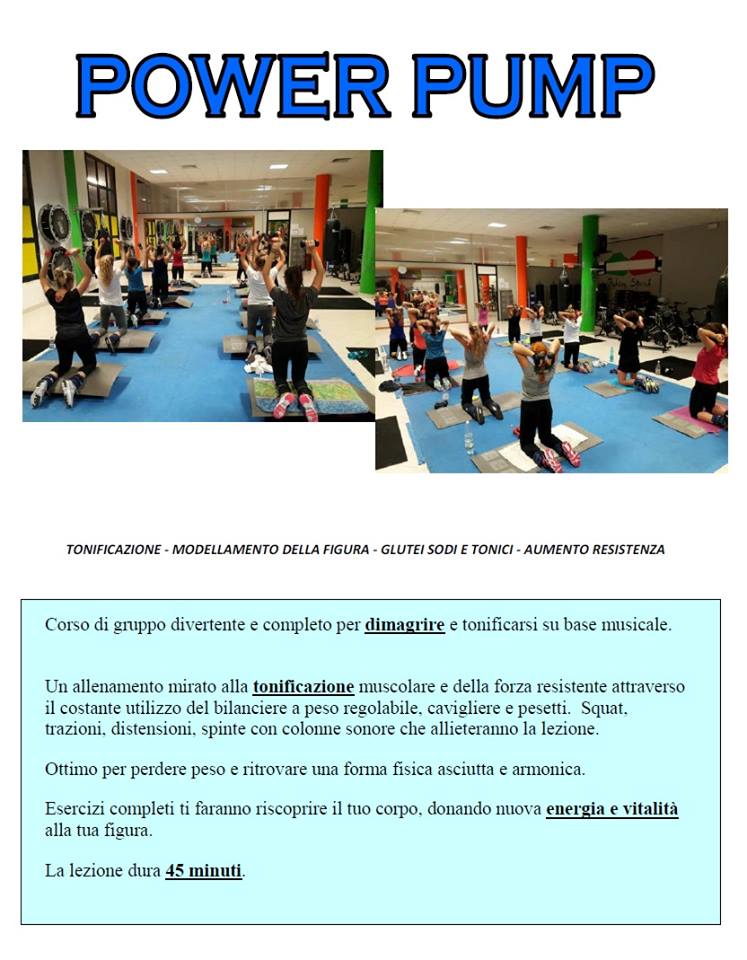 POWER PUMP
TONIFICAZIONE - MODELLAMENTO DELLA FIGURA - GLUTEI SODI E TONICI - AUMENTO RESISTENZA
Corso di gruppo divertente e completo per dimagrire e tonificarsi su base musicale.
Un allenamento mirato alla tonificazione muscolare e della forza resistente attraverso
il costante utilizzo del bilanciere a peso regolabile, cavigliere e pesetti. Squat,
trazioni, distensioni, spinte con colonne sonore che allieteranno la lezione.
Ottimo per perdere peso e ritrovare una forma fisica asciutta e armonica.
Esercizi completi ti faranno riscoprire il tuo corpo, donando nuova energia e vitalità
alla tua figura.
La lezione dura 45 minuti.